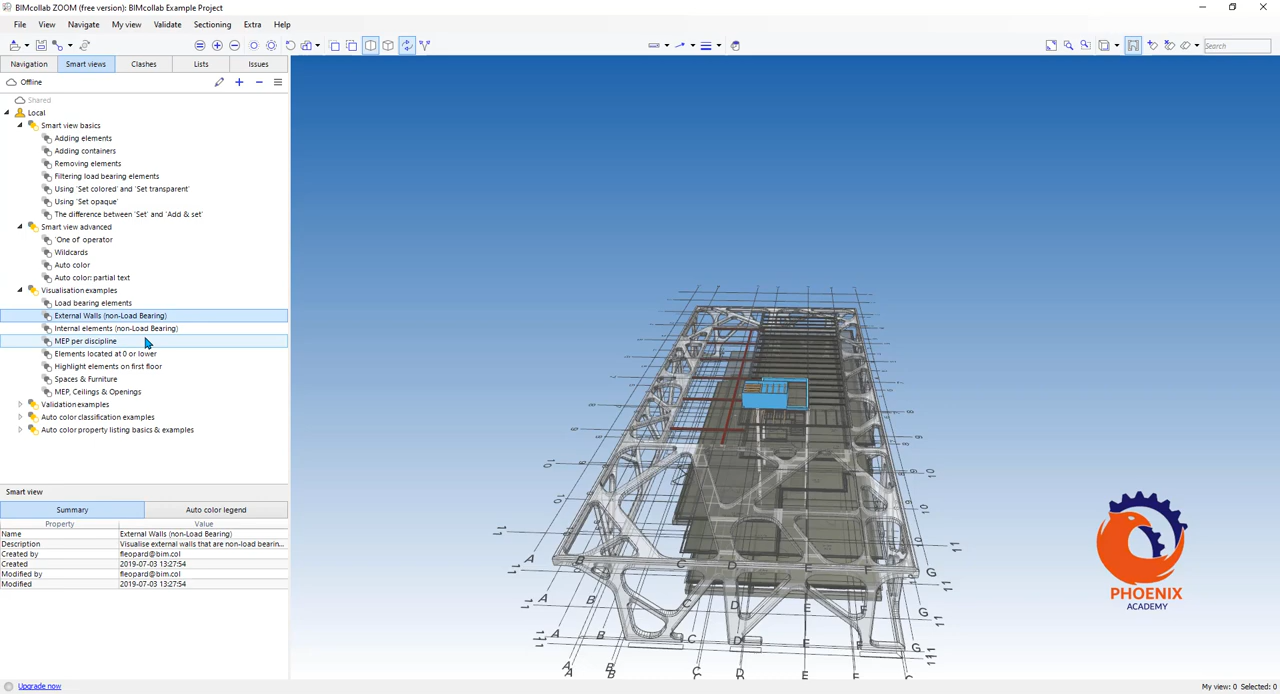 BIMcollab ZOOM (free version): BIMcollab Example Project
File View Navigate My view Validate Sectioning Extra Help
Search
Navigation Smart views Clashes Lists Issues
Offline
Shared
Local
Smart view basics
Adding elements
Adding containers
Removing elements
Filtering load bearing elements
Using 'Set colored' and 'Set transparent'
Using 'Set opaque'
The difference between 'Set' and 'Add & set'
Smart view advanced
'One of' operator
Wildcards
Auto color
Auto color: partial text
Visualisation examples
Load bearing elements
External Walls (non-Load Bearing)
Internal elements (non-Load Bearing)
MEP per discipline
Elements located at 0 or lower
Highlight elements on first floor
Spaces & Furniture
MEP, Ceilings & Openings
Validation examples
Auto color classification examples
Auto color property listing basics & examples
Smart view
Summary Auto color legend
Property Value
Name External Walls (non-Load Bearing)
Description Visualise external walls that are non-load bearin...
Created by fleopard@bim.col
Created 2019-07-03 13:27:54
Modified by fleopard@bim.col
Modified 2019-07-03 13:27:54
PHOENIX
ACADEMY
Upgrade now
My view: 0 Selected: 0